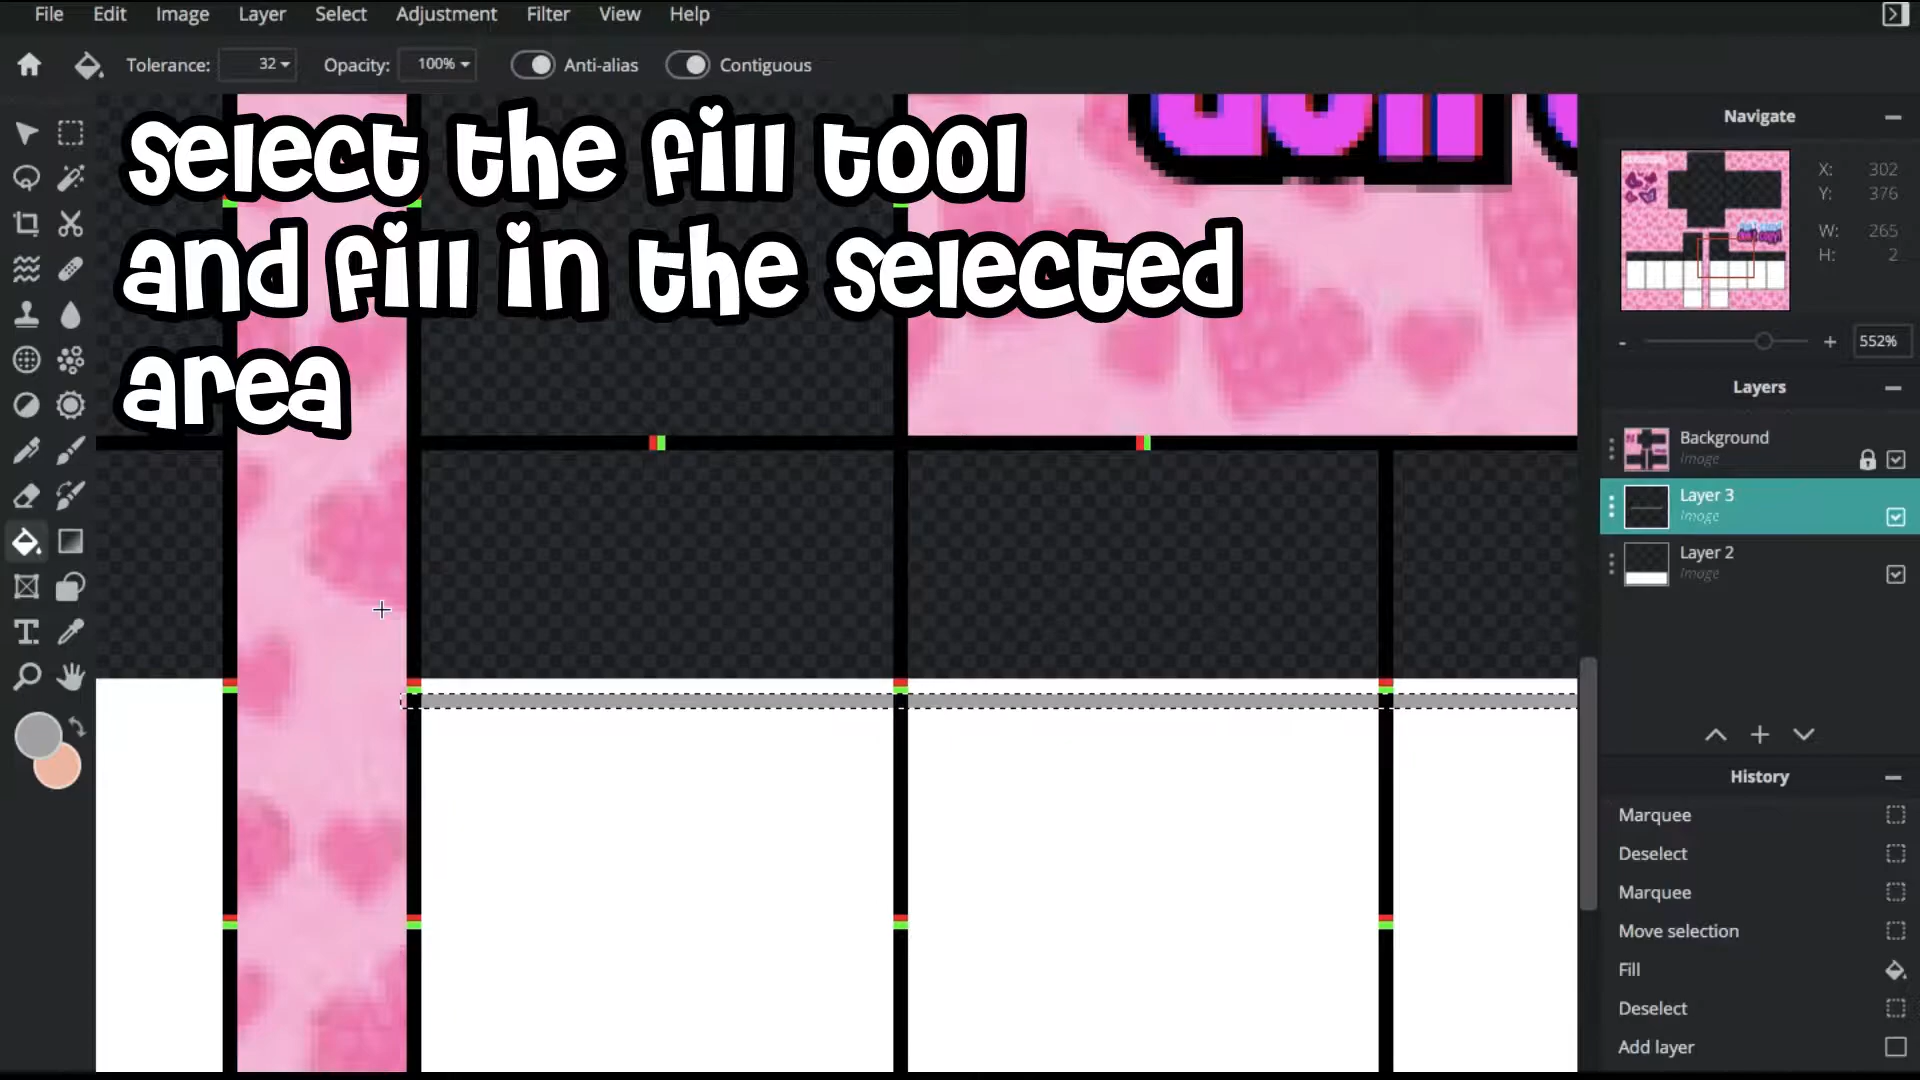 File Edit Image Layer Select Adjustment Filter View Help
Tolerance: 32 Opacity: 100% Anti-alias Contiguous
select the fill tool
and fill in the selected
area
Navigate
X: 302
Y: 376
W: 265
H: 2
- + 552%
Layers
Background
Image
Layer 3
Image
Layer 2
Image
History
Marquee
Deselect
Marquee
Move selection
Fill
Deselect
Add layer